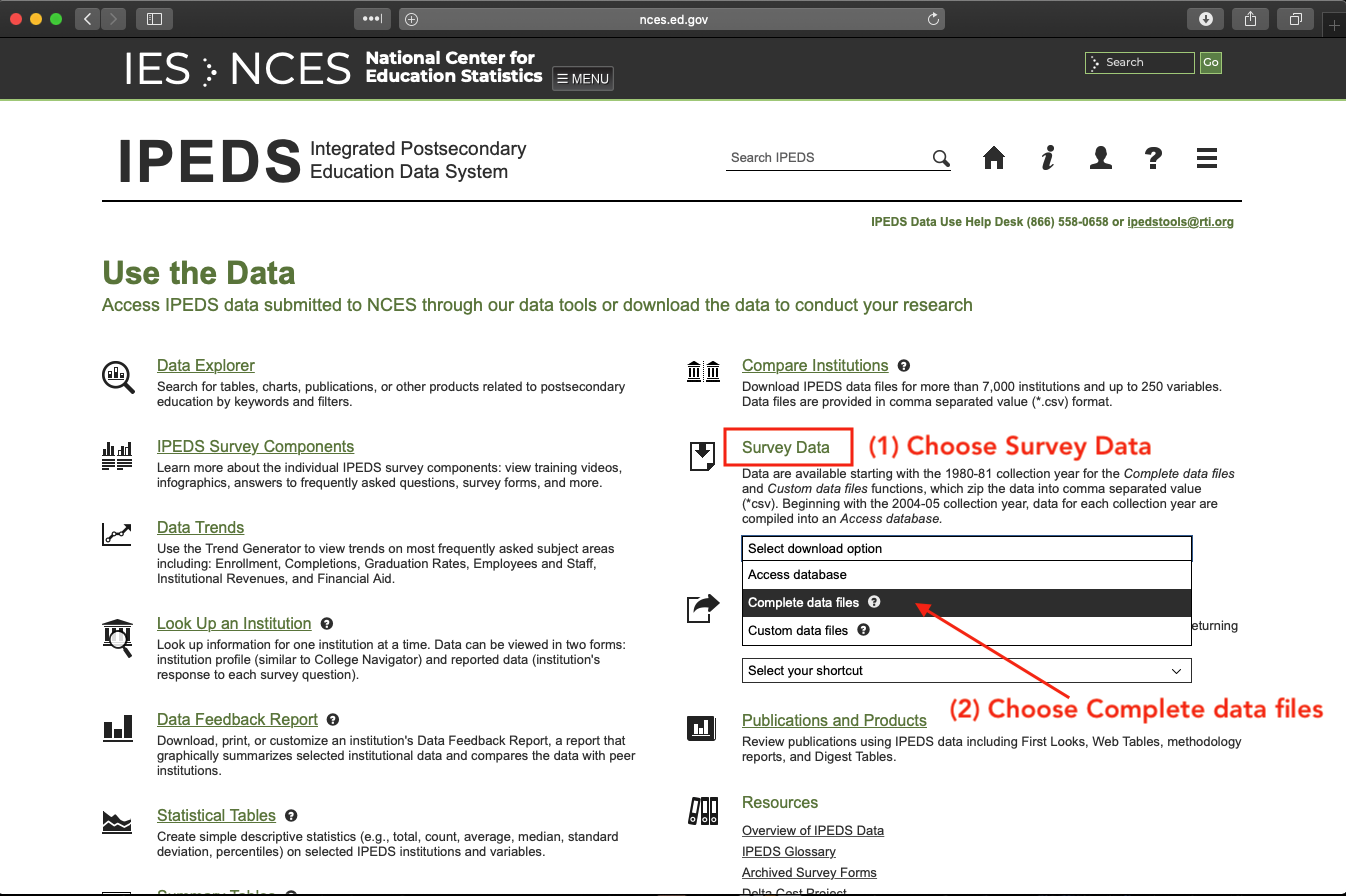 nces.ed.gov
IES NCES
National Center for
Education Statistics
☰ MENU
Search
Go
IPEDS
Integrated Postsecondary
Education Data System
Search IPEDS
IPEDS Data Use Help Desk (866) 558-0658 or ipedstools@rti.org
Use the Data
Access IPEDS data submitted to NCES through our data tools or download the data to conduct your research
Data Explorer
Search for tables, charts, publications, or other products related to postsecondary
education by keywords and filters.
IPEDS Survey Components
Learn more about the individual IPEDS survey components: view training videos,
infographics, answers to frequently asked questions, survey forms, and more.
Data Trends
Use the Trend Generator to view trends on most frequently asked subject areas
including: Enrollment, Completions, Graduation Rates, Employees and Staff,
Institutional Revenues, and Financial Aid.
Look Up an Institution ?
Look up information for one institution at a time. Data can be viewed in two forms:
institution profile (similar to College Navigator) and reported data (institution's
response to each survey question).
Data Feedback Report ?
Download, print, or customize an institution's Data Feedback Report, a report that
graphically summarizes selected institutional data and compares the data with peer
institutions.
Statistical Tables ?
Create simple descriptive statistics (e.g., total, count, average, median, standard
deviation, percentiles) on selected IPEDS institutions and variables.
Summary Tables
Compare Institutions ?
Download IPEDS data files for more than 7,000 institutions and up to 250 variables.
Data files are provided in comma separated value (*.csv) format.
Survey Data
(1) Choose Survey Data
Data are available starting with the 1980-81 collection year for the Complete data files
and Custom data files functions, which zip the data into comma separated value
(*csv). Beginning with the 2004-05 collection year, data for each collection year are
compiled into an Access database.
Select download option
Access database
Complete data files ?
Custom data files ?
eturning
Select your shortcut
(2) Choose Complete data files
Publications and Products
Review publications using IPEDS data including First Looks, Web Tables, methodology
reports, and Digest Tables.
Resources
Overview of IPEDS Data
IPEDS Glossary
Archived Survey Forms
Delta Cost Project